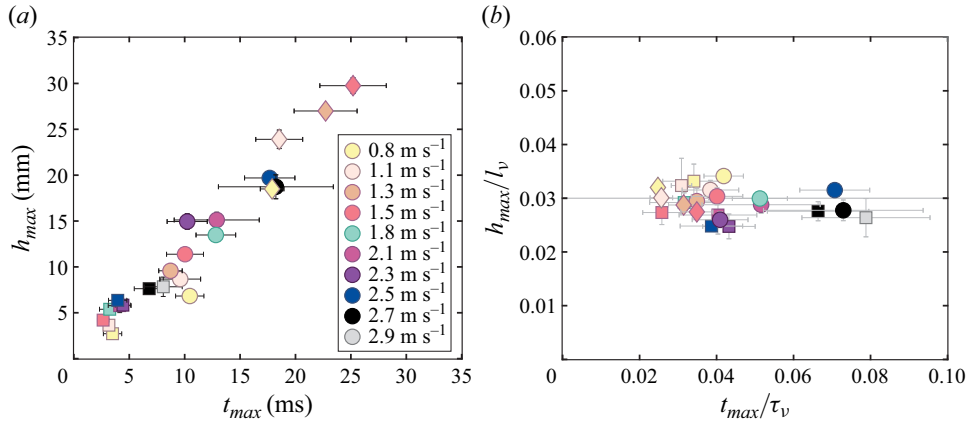 (a)
(b)
35
30
25
20
15
10
5
0
5
10
15
20
25
30
35
h_max (mm)
t_max (ms)
0.8 m s⁻¹
1.1 m s⁻¹
1.3 m s⁻¹
1.5 m s⁻¹
1.8 m s⁻¹
2.1 m s⁻¹
2.3 m s⁻¹
2.5 m s⁻¹
2.7 m s⁻¹
2.9 m s⁻¹
0.06
0.05
0.04
0.03
0.02
0.01
0
0.02
0.04
0.06
0.08
0.10
h_max/l_ν
t_max/τ_ν